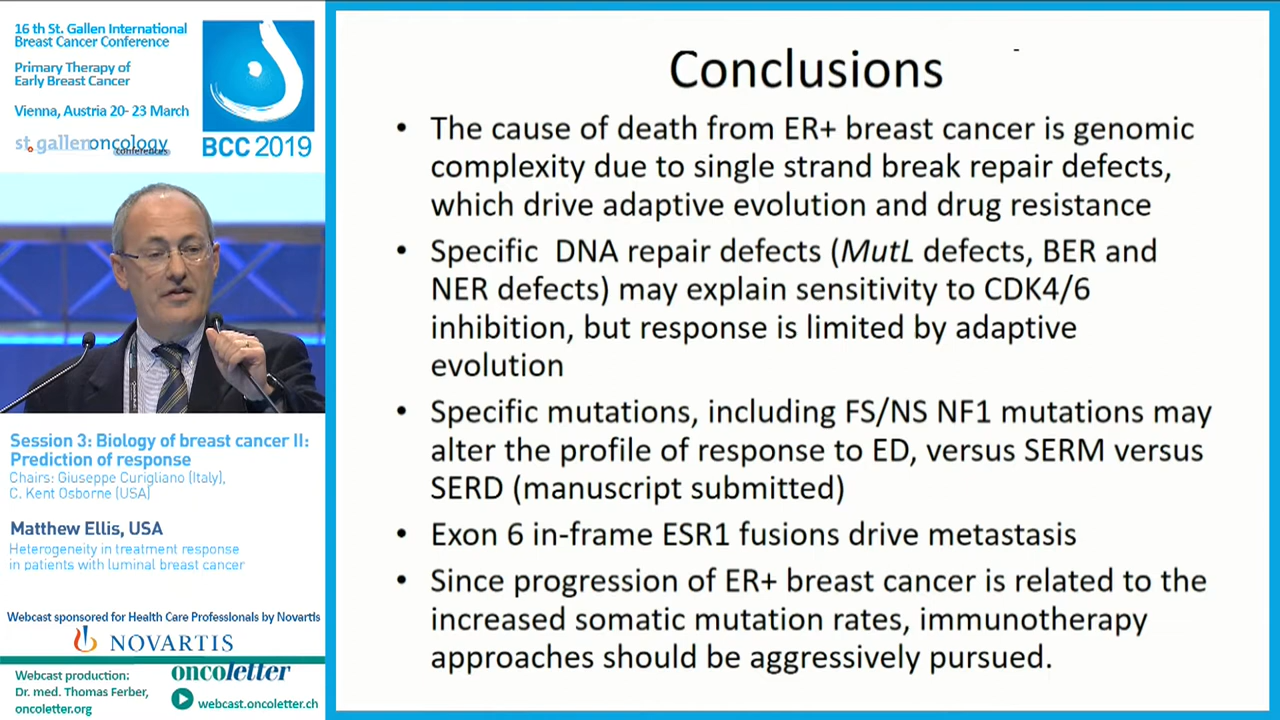 16 th St. Gallen International
Breast Cancer Conference
Primary Therapy of
Early Breast Cancer
Vienna, Austria 20- 23 March
st.gallenoncology
conferences
BCC 2019
Session 3: Biology of breast cancer II:
Prediction of response
Chairs: Giuseppe Curigliano (Italy),
C. Kent Osborne (USA)
Matthew Ellis, USA
Heterogeneity in treatment response
in patients with luminal breast cancer
Webcast sponsored for Health Care Professionals by Novartis
NOVARTIS
Webcast production:
Dr. med. Thomas Ferber,
oncoletter.org
oncoletter
webcast.oncoletter.ch
Conclusions
• The cause of death from ER+ breast cancer is genomic
complexity due to single strand break repair defects,
which drive adaptive evolution and drug resistance
• Specific DNA repair defects (MutL defects, BER and
NER defects) may explain sensitivity to CDK4/6
inhibition, but response is limited by adaptive
evolution
• Specific mutations, including FS/NS NF1 mutations may
alter the profile of response to ED, versus SERM versus
SERD (manuscript submitted)
• Exon 6 in-frame ESR1 fusions drive metastasis
• Since progression of ER+ breast cancer is related to the
increased somatic mutation rates, immunotherapy
approaches should be aggressively pursued.